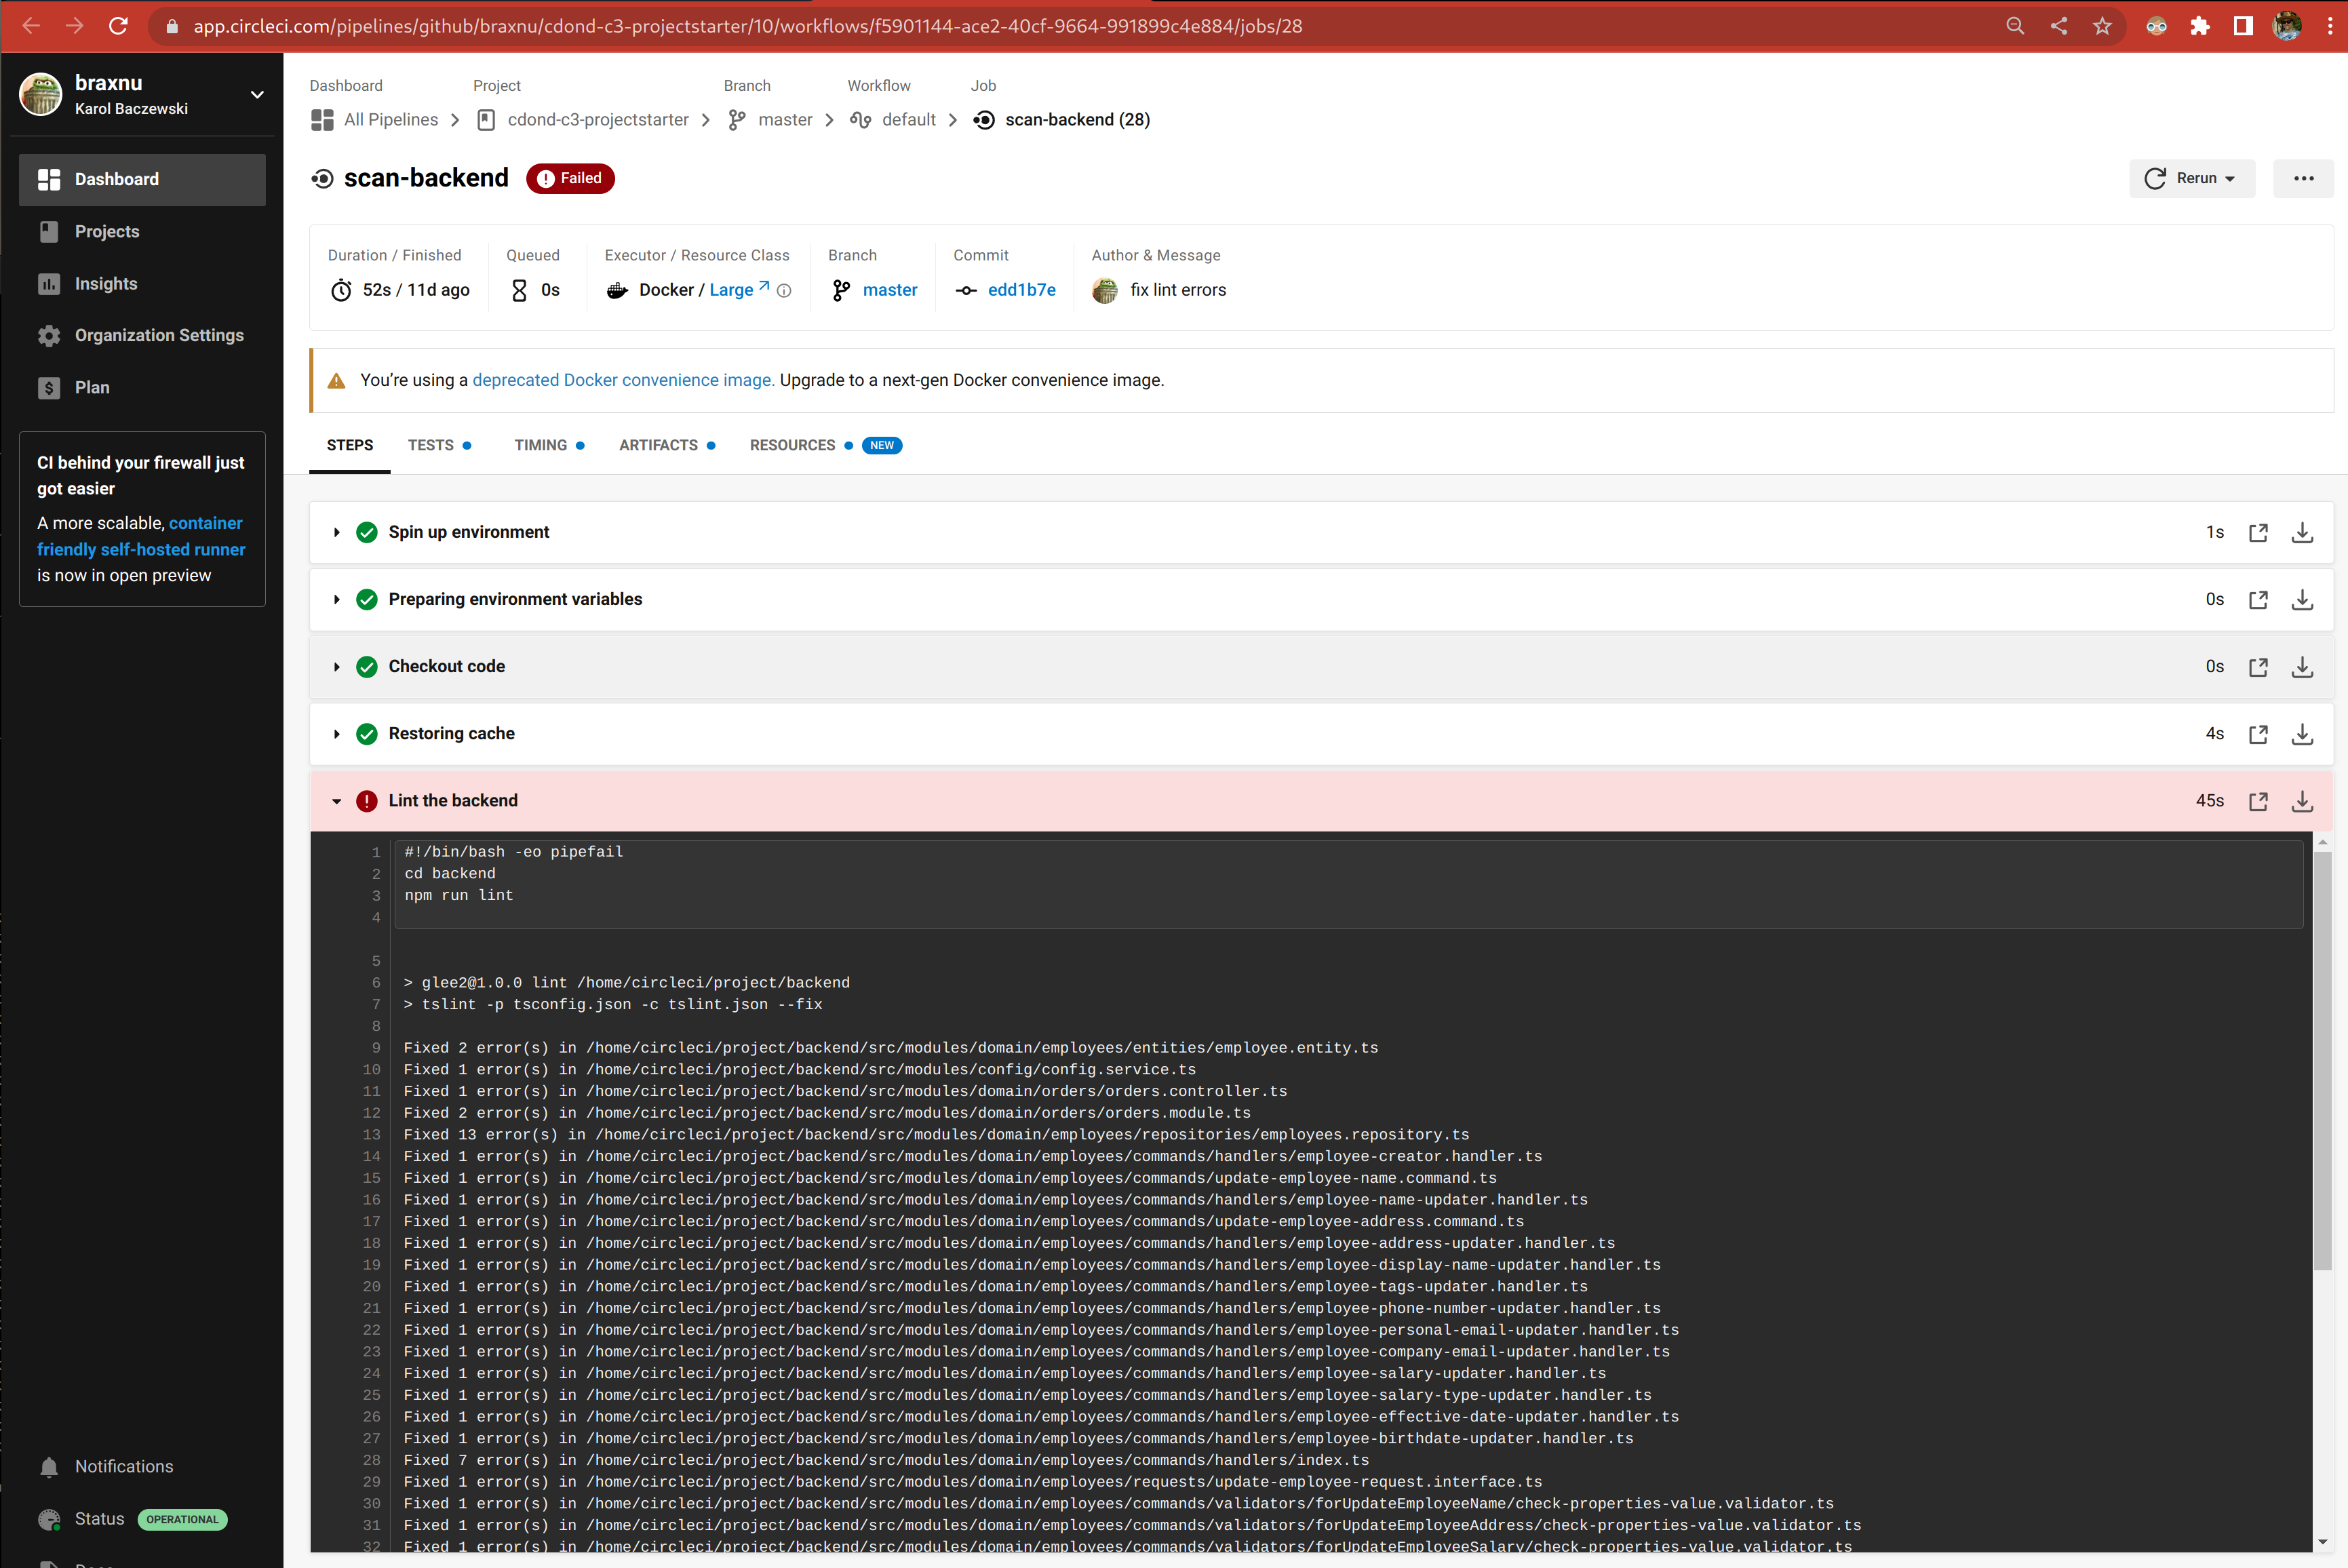 app.circleci.com/pipelines/github/braxnu/cdond-c3-projectstarter/10/workflows/f5901144-ace2-40cf-9664-991899c4e884/jobs/28
braxnu
Karol Baczewski
Dashboard
Projects
Insights
Organization Settings
Plan
CI behind your firewall just
got easier
A more scalable, container
friendly self-hosted runner
is now in open preview
Notifications
Status OPERATIONAL
Dashboard Project Branch Workflow Job
All Pipelines cdond-c3-projectstarter master default scan-backend (28)
scan-backend Failed Rerun
Duration / Finished Queued Executor / Resource Class Branch Commit Author & Message
52s / 11d ago 0s Docker / Large master edd1b7e fix lint errors
You’re using a deprecated Docker convenience image. Upgrade to a next-gen Docker convenience image.
STEPS TESTS TIMING ARTIFACTS RESOURCES NEW
Spin up environment 1s
Preparing environment variables 0s
Checkout code 0s
Restoring cache 4s
Lint the backend 45s
1 #!/bin/bash -eo pipefail
2 cd backend
3 npm run lint
4
5
6 > glee2@1.0.0 lint /home/circleci/project/backend
7 > tslint -p tsconfig.json -c tslint.json --fix
8
9 Fixed 2 error(s) in /home/circleci/project/backend/src/modules/domain/employees/entities/employee.entity.ts
10 Fixed 1 error(s) in /home/circleci/project/backend/src/modules/config/config.service.ts
11 Fixed 1 error(s) in /home/circleci/project/backend/src/modules/domain/orders/orders.controller.ts
12 Fixed 2 error(s) in /home/circleci/project/backend/src/modules/domain/orders/orders.module.ts
13 Fixed 13 error(s) in /home/circleci/project/backend/src/modules/domain/employees/repositories/employees.repository.ts
14 Fixed 1 error(s) in /home/circleci/project/backend/src/modules/domain/employees/commands/handlers/employee-creator.handler.ts
15 Fixed 1 error(s) in /home/circleci/project/backend/src/modules/domain/employees/commands/update-employee-name.command.ts
16 Fixed 1 error(s) in /home/circleci/project/backend/src/modules/domain/employees/commands/handlers/employee-name-updater.handler.ts
17 Fixed 1 error(s) in /home/circleci/project/backend/src/modules/domain/employees/commands/update-employee-address.command.ts
18 Fixed 1 error(s) in /home/circleci/project/backend/src/modules/domain/employees/commands/handlers/employee-address-updater.handler.ts
19 Fixed 1 error(s) in /home/circleci/project/backend/src/modules/domain/employees/commands/handlers/employee-display-name-updater.handler.ts
20 Fixed 1 error(s) in /home/circleci/project/backend/src/modules/domain/employees/commands/handlers/employee-tags-updater.handler.ts
21 Fixed 1 error(s) in /home/circleci/project/backend/src/modules/domain/employees/commands/handlers/employee-phone-number-updater.handler.ts
22 Fixed 1 error(s) in /home/circleci/project/backend/src/modules/domain/employees/commands/handlers/employee-personal-email-updater.handler.ts
23 Fixed 1 error(s) in /home/circleci/project/backend/src/modules/domain/employees/commands/handlers/employee-company-email-updater.handler.ts
24 Fixed 1 error(s) in /home/circleci/project/backend/src/modules/domain/employees/commands/handlers/employee-salary-updater.handler.ts
25 Fixed 1 error(s) in /home/circleci/project/backend/src/modules/domain/employees/commands/handlers/employee-salary-type-updater.handler.ts
26 Fixed 1 error(s) in /home/circleci/project/backend/src/modules/domain/employees/commands/handlers/employee-effective-date-updater.handler.ts
27 Fixed 1 error(s) in /home/circleci/project/backend/src/modules/domain/employees/commands/handlers/employee-birthdate-updater.handler.ts
28 Fixed 7 error(s) in /home/circleci/project/backend/src/modules/domain/employees/commands/handlers/index.ts
29 Fixed 1 error(s) in /home/circleci/project/backend/src/modules/domain/employees/requests/update-employee-request.interface.ts
30 Fixed 1 error(s) in /home/circleci/project/backend/src/modules/domain/employees/commands/validators/forUpdateEmployeeName/check-properties-value.validator.ts
31 Fixed 1 error(s) in /home/circleci/project/backend/src/modules/domain/employees/commands/validators/forUpdateEmployeeAddress/check-properties-value.validator.ts
32 Fixed 1 error(s) in /home/circleci/project/backend/src/modules/domain/employees/commands/validators/forUpdateEmployeeSalary/check-properties-value.validator.ts